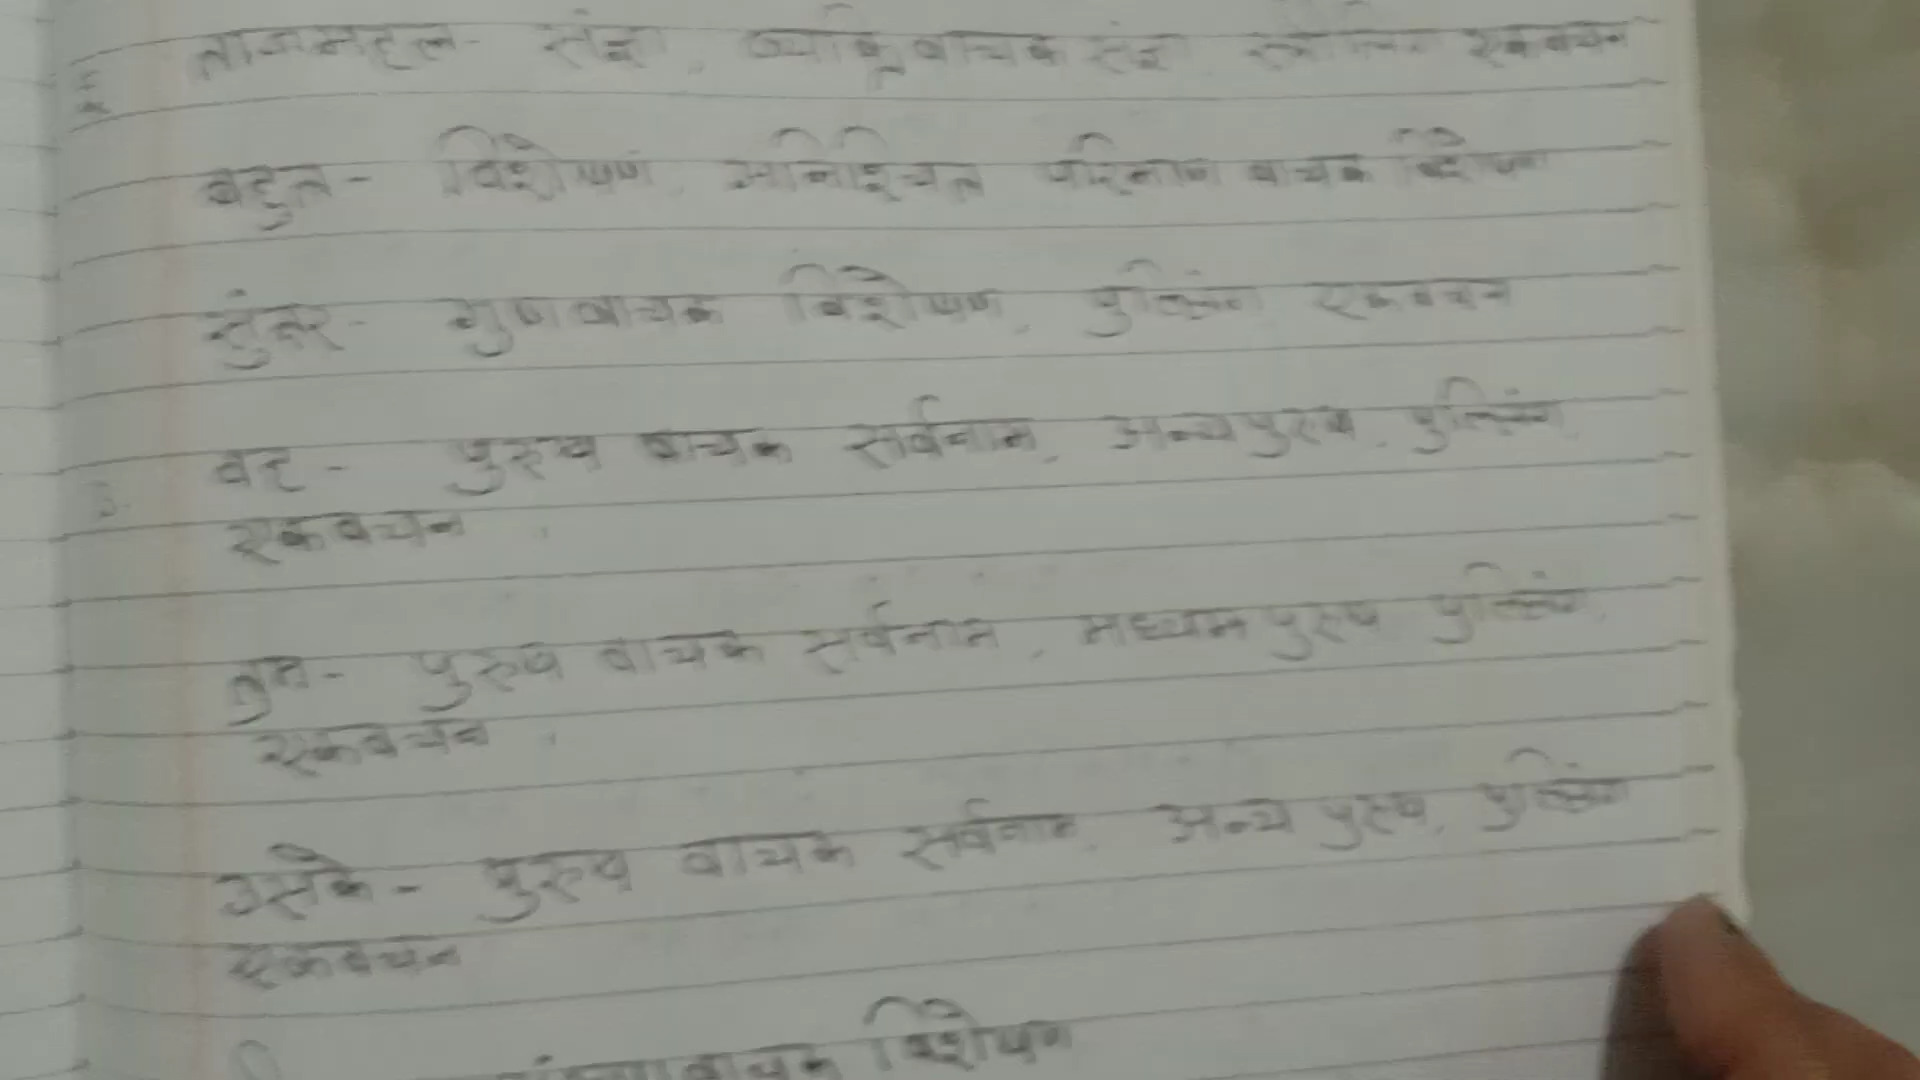 ताजमहल - संज्ञा, व्यक्तिवाचक संज्ञा एकवचन
बहुत - विशेषण, अनिश्चित परिमाण वाचक विशेषण
सुंदर - गुणवाचक विशेषण, पुल्लिंग, एकवचन
वह - पुरुष वाचक सर्वनाम, अन्यपुरुष, पुल्लिंग,
एकवचन
तुम - पुरुष वाचक सर्वनाम, मध्यम पुरुष पुल्लिंग,
एकवचन
उसके - पुरुष वाचक सर्वनाम, अन्य पुरुष, पुल्लिंग
एकवचन
विशेषण